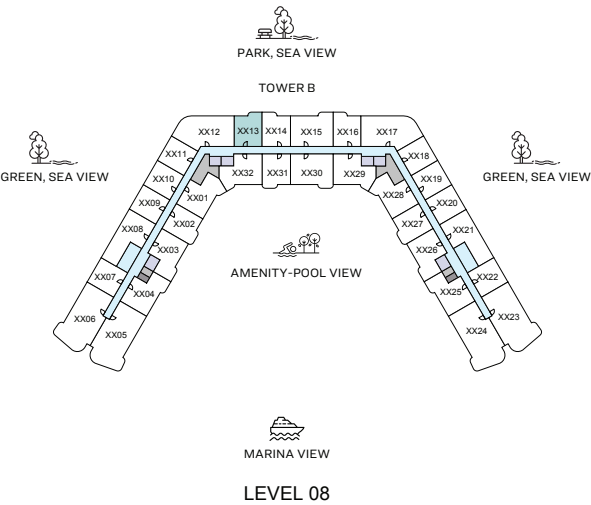 PARK, SEA VIEW
TOWER B
XX12
XX13
XX14
XX15
XX16
XX17
XX11
XX32
XX31
XX30
XX29
XX18
XX10
XX01
XX28
XX19
XX09
XX02
XX27
XX20
XX08
XX03
XX26
XX21
XX07
XX04
XX25
XX22
XX06
XX05
XX24
XX23
GREEN, SEA VIEW
GREEN, SEA VIEW
AMENITY-POOL VIEW
MARINA VIEW
LEVEL 08